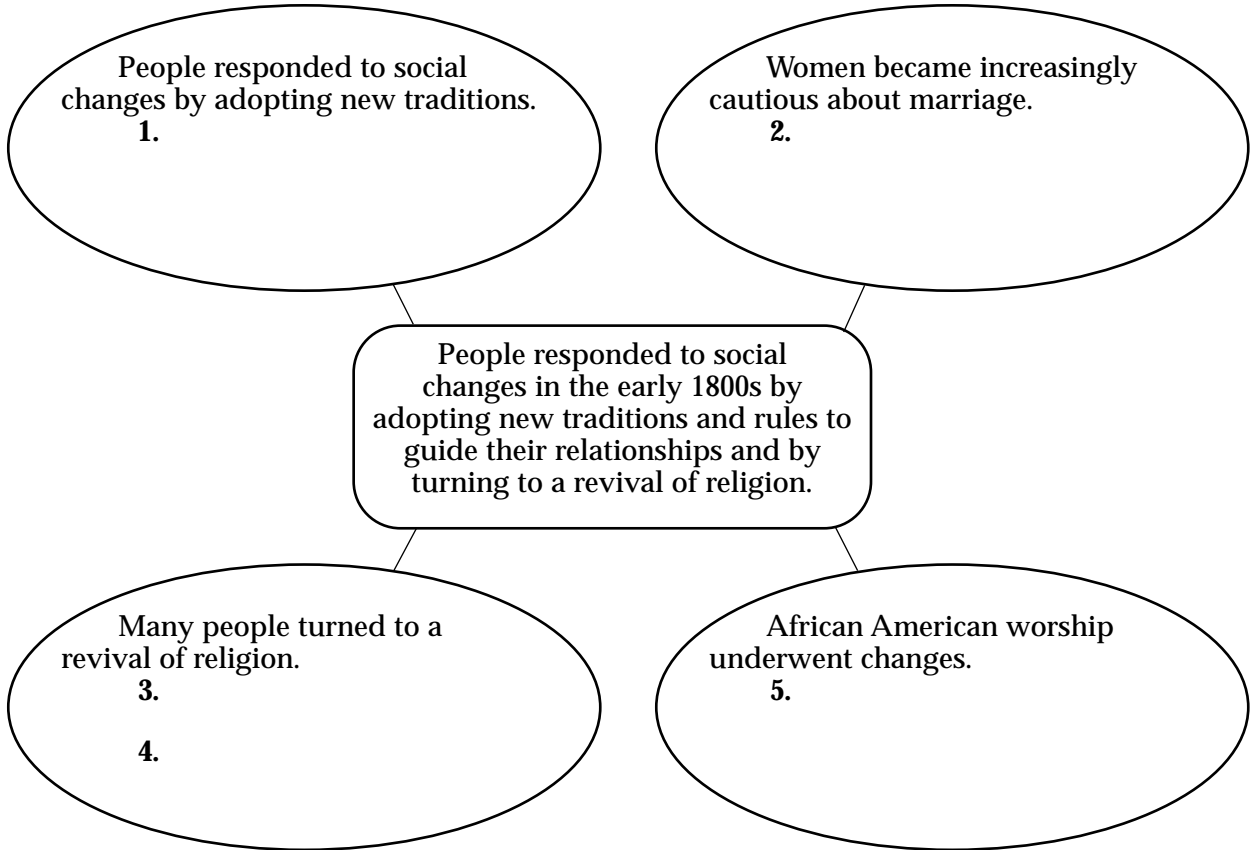 People responded to social
changes by adopting new traditions.
1.
Women became increasingly
cautious about marriage.
2.
People responded to social
changes in the early 1800s by
adopting new traditions and rules to
guide their relationships and by
turning to a revival of religion.
Many people turned to a
revival of religion.
3.
4.
African American worship
underwent changes.
5.